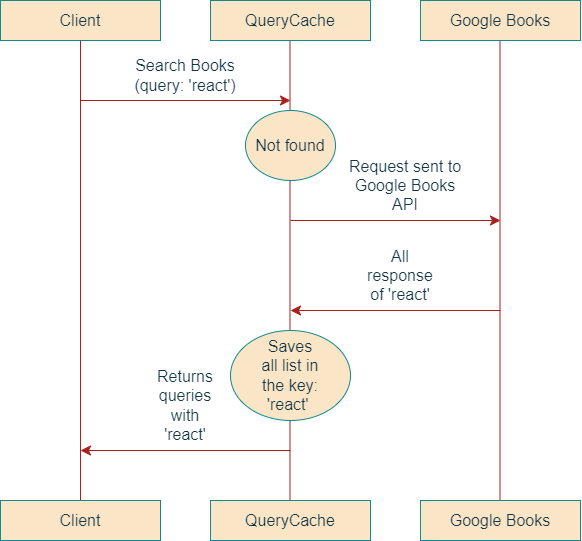 Client
QueryCache
Google Books
Search Books
(query: 'react')
Not found
Request sent to
Google Books
API
All
response
of 'react'
Saves
all list in
the key:
'react'
Returns
queries
with
'react'
Client
QueryCache
Google Books